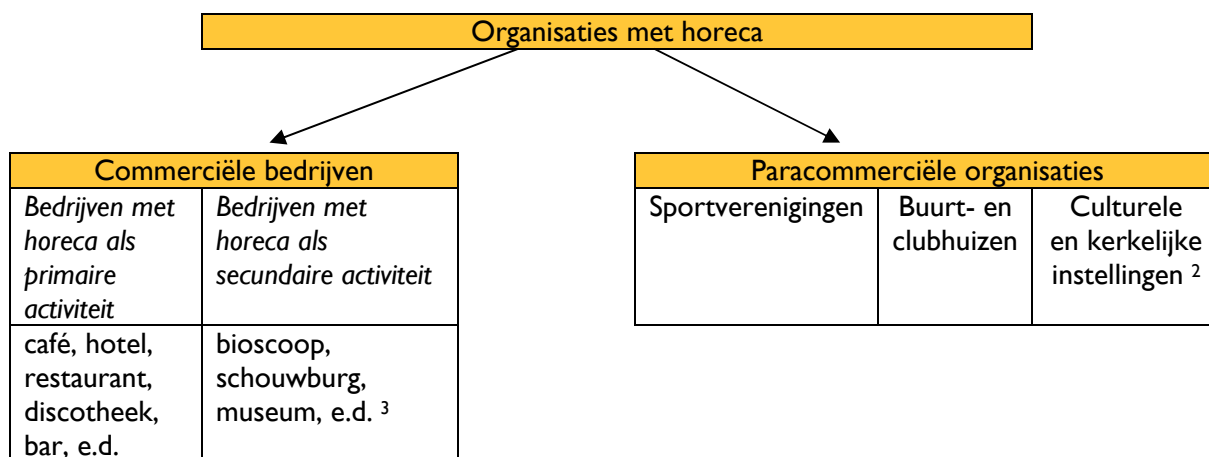 Organisaties met horeca
Commerciële bedrijven
Bedrijven met
horeca als
primaire
activiteit
Bedrijven met
horeca als
secundaire activiteit
café, hotel,
restaurant,
discotheek,
bar, e.d.
bioscoop,
schouwburg,
museum, e.d. ³
Paracommerciële organisaties
Sportverenigingen
Buurt- en
clubhuizen
Culturele
en kerkelijke
instellingen ²